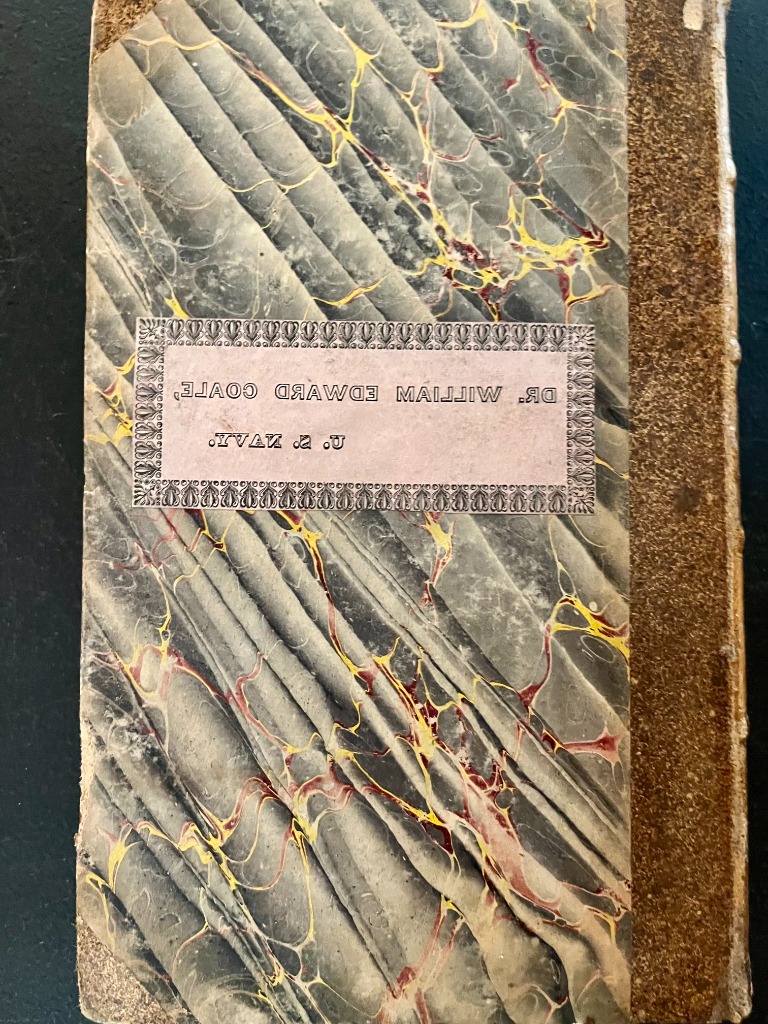 DR. WILLIAM EDWARD COALE,
U. S. NAVY.